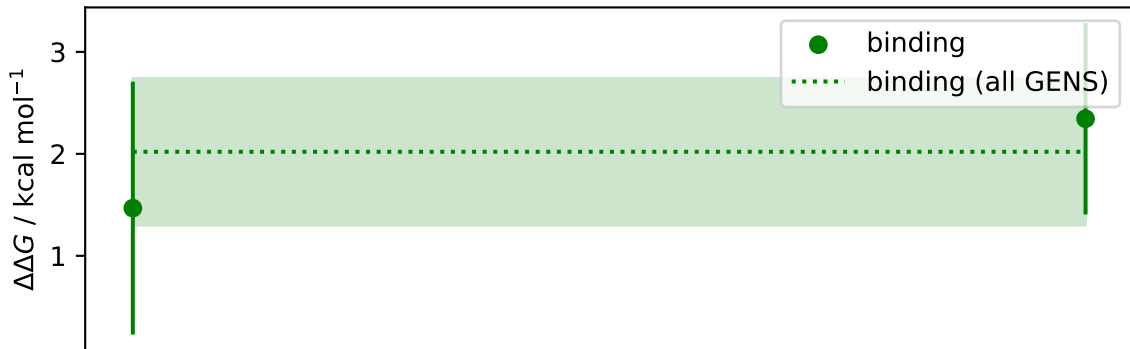 3
2
1
ΔΔG / kcal mol⁻¹
binding
binding (all GENS)